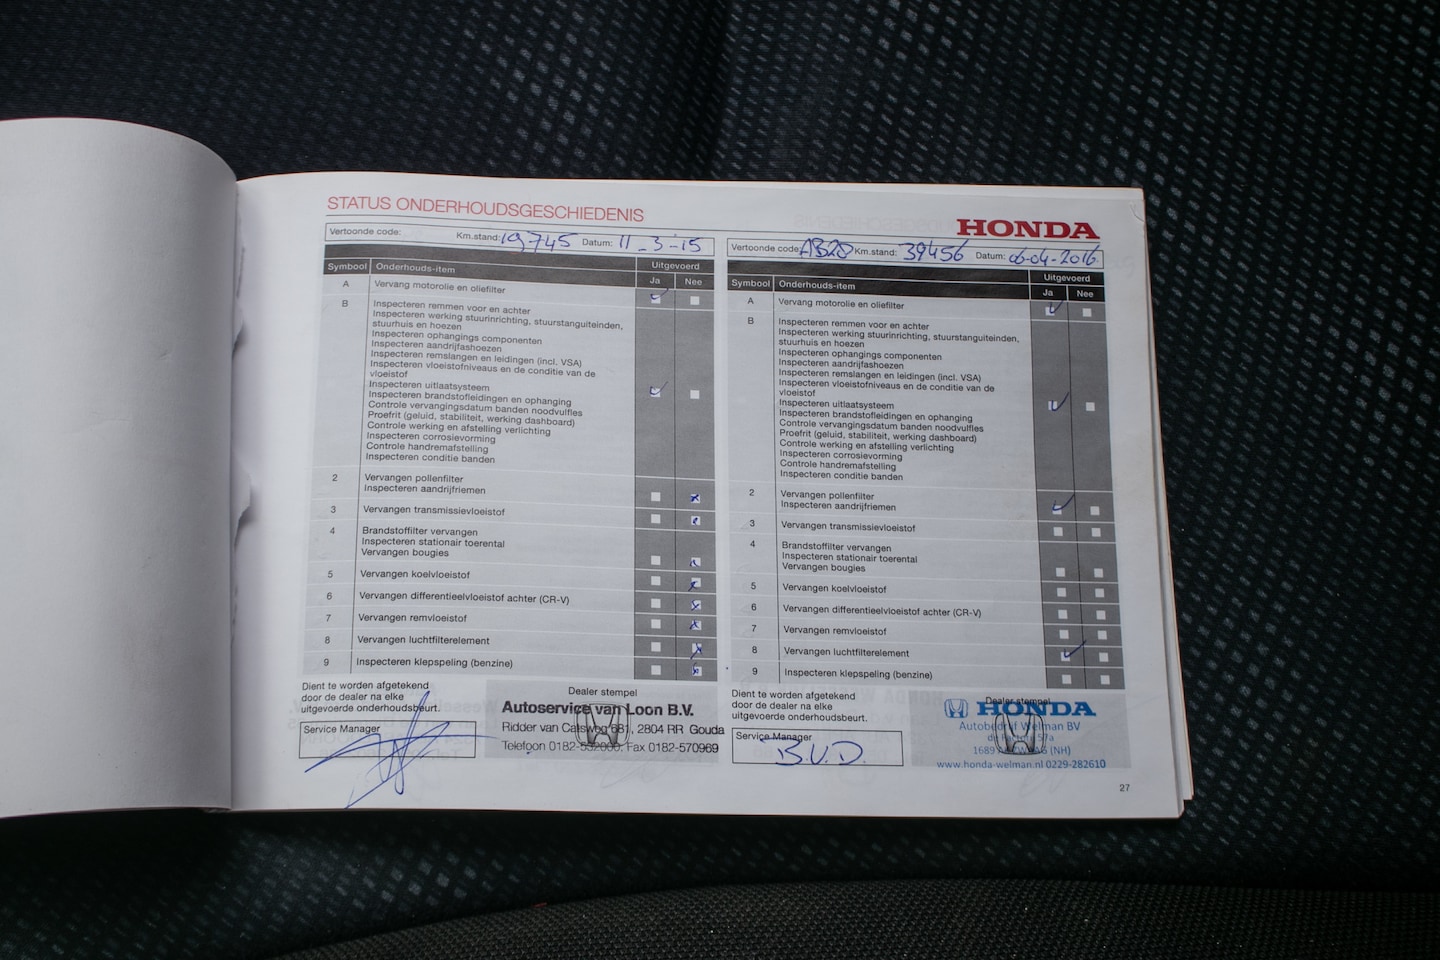 STATUS ONDERHOUDSGESCHIEDENIS
HONDA
Vertoonde code: Km.stand: 19745 Datum: 11-3-15
Symbool Onderhouds-item Uitgevoerd
Ja Nee
A Vervang motorolie en oliefilter
B Inspecteren remmen voor en achter
Inspecteren werking stuurinrichting, stuurstanguiteinden,
stuurhuis en hoezen
Inspecteren ophangings componenten
Inspecteren aandrijfashoezen
Inspecteren remslangen en leidingen (incl. VSA)
Inspecteren vloeistofniveaus en de conditie van de
vloeistof
Inspecteren uitlaatsysteem
Inspecteren brandstofleidingen en ophanging
Controle vervangingsdatum banden noodvulfles
Proefrit (geluid, stabiliteit, werking dashboard)
Controle werking en afstelling verlichting
Inspecteren corrosievorming
Controle handremafstelling
Inspecteren conditie banden
2 Vervangen pollenfilter
Inspecteren aandrijfriemen
3 Vervangen transmissievloeistof
4 Brandstoffilter vervangen
Inspecteren stationair toerental
Vervangen bougies
5 Vervangen koelvloeistof
6 Vervangen differentieelvloeistof achter (CR-V)
7 Vervangen remvloeistof
8 Vervangen luchtfilterelement
9 Inspecteren klepspeling (benzine)
Dient te worden afgetekend
door de dealer na elke
uitgevoerde onderhoudsbeurt.
Service Manager
Dealer stempel
Autoservice van Loon B.V.
Ridder van Catsweg 681, 2804 RR Gouda
Telefoon 0182-532000, Fax 0182-570969
Vertoonde code: AB28 Km.stand: 39456 Datum: 06-04-2016
Symbool Onderhouds-item Uitgevoerd
Ja Nee
A Vervang motorolie en oliefilter
B Inspecteren remmen voor en achter
Inspecteren werking stuurinrichting, stuurstanguiteinden,
stuurhuis en hoezen
Inspecteren ophangings componenten
Inspecteren aandrijfashoezen
Inspecteren remslangen en leidingen (incl. VSA)
Inspecteren vloeistofniveaus en de conditie van de
vloeistof
Inspecteren uitlaatsysteem
Inspecteren brandstofleidingen en ophanging
Controle vervangingsdatum banden noodvulfles
Proefrit (geluid, stabiliteit, werking dashboard)
Controle werking en afstelling verlichting
Inspecteren corrosievorming
Controle handremafstelling
Inspecteren conditie banden
2 Vervangen pollenfilter
Inspecteren aandrijfriemen
3 Vervangen transmissievloeistof
4 Brandstoffilter vervangen
Inspecteren stationair toerental
Vervangen bougies
5 Vervangen koelvloeistof
6 Vervangen differentieelvloeistof achter (CR-V)
7 Vervangen remvloeistof
8 Vervangen luchtfilterelement
9 Inspecteren klepspeling (benzine)
Dient te worden afgetekend
door de dealer na elke
uitgevoerde onderhoudsbeurt.
Service Manager
B.V.D.
Dealer stempel
HONDA
Autobedrijf Welman BV
57a
1689 (NH)
www.honda-welman.nl 0229-282610
27